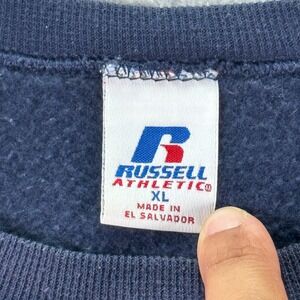 RUSSELL
ATHLETIC
XL
MADE IN
EL SALVADOR